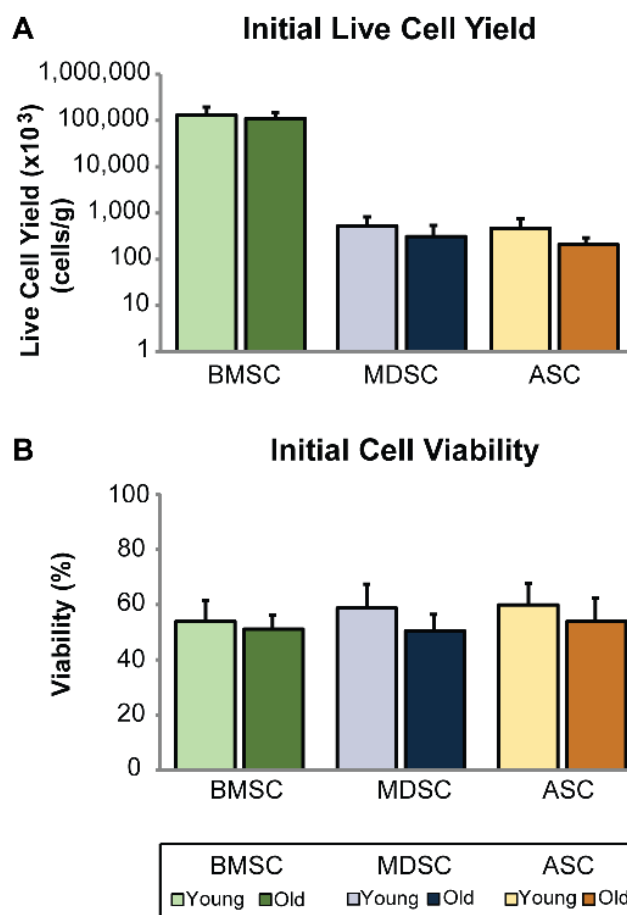 A Initial Live Cell Yield
Live Cell Yield (x10³)
(cells/g)
1,000,000
100,000
10,000
1,000
100
10
1
BMSC MDSC ASC
B Initial Cell Viability
Viability (%)
100
80
60
40
20
0
BMSC MDSC ASC
BMSC MDSC ASC
Young Old Young Old Young Old